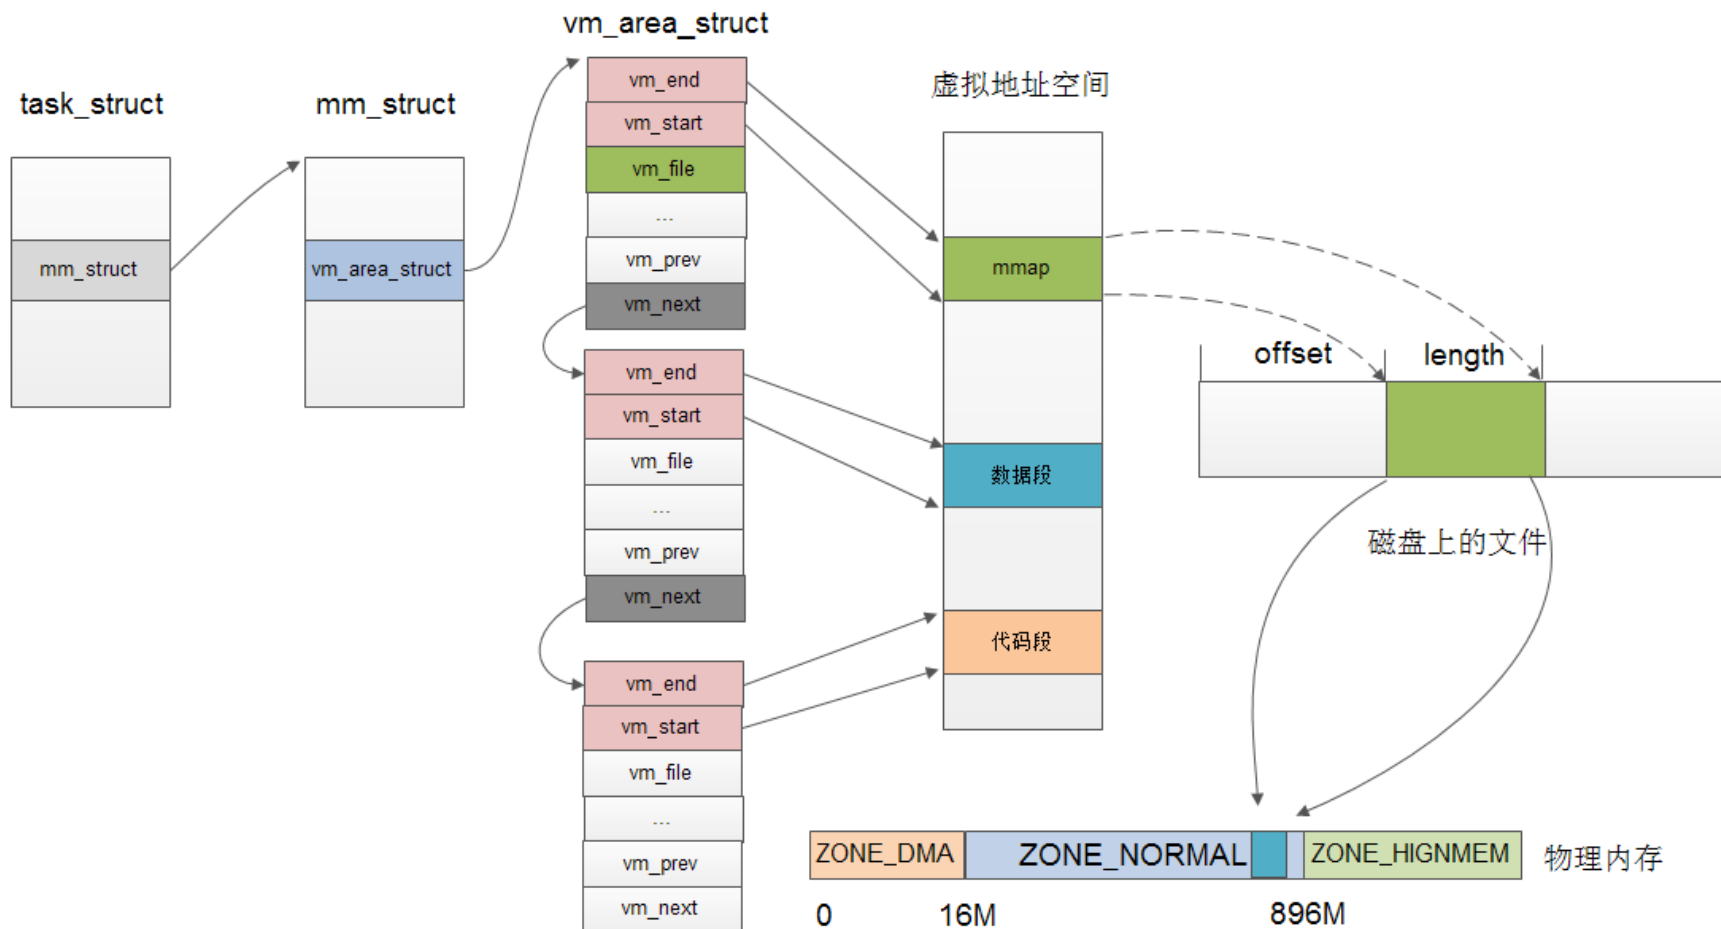 task_struct
mm_struct
mm_struct
vm_area_struct
vm_area_struct
vm_end
vm_start
vm_file
...
vm_prev
vm_next
vm_end
vm_start
vm_file
...
vm_prev
vm_next
vm_end
vm_start
vm_file
...
vm_prev
vm_next
虚拟地址空间
mmap
数据段
代码段
offset
length
磁盘上的文件
ZONE_DMA
ZONE_NORMAL
ZONE_HIGNMEM
物理内存
0
16M
896M